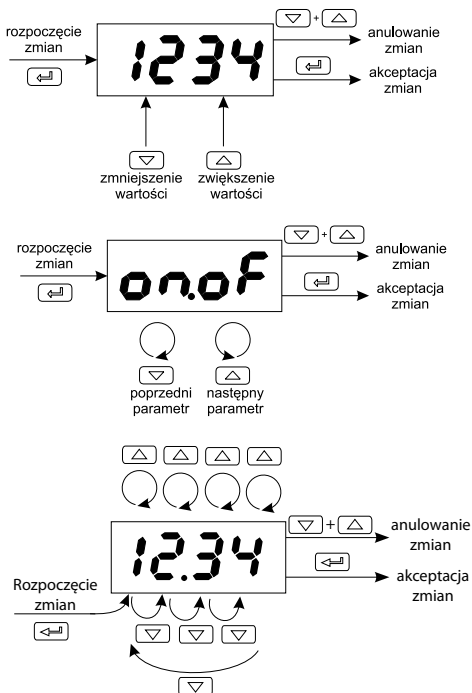 rozpoczęcie
zmian
1234
anulowanie
zmian
akceptacja
zmian
zmniejszenie
wartości
zwiększenie
wartości
rozpoczęcie
zmian
on.oF
anulowanie
zmian
akceptacja
zmian
poprzedni
parametr
następny
parametr
Rozpoczęcie
zmian
12.34
anulowanie
zmian
akceptacja
zmian